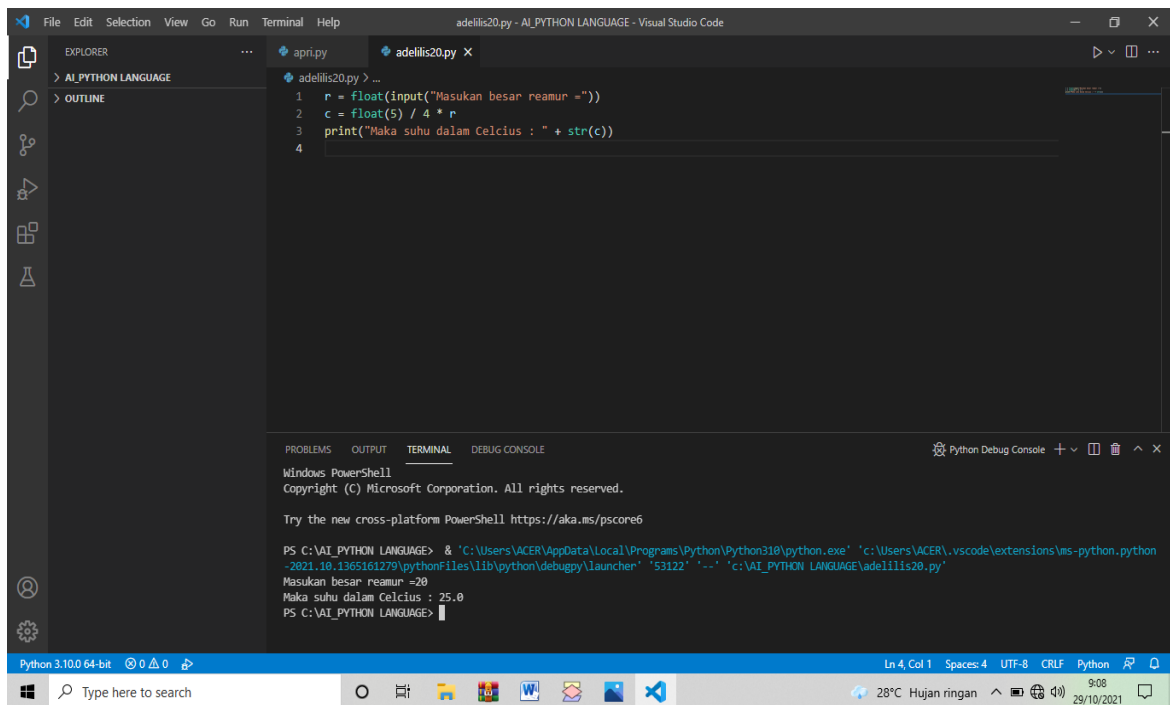 File Edit Selection View Go Run Terminal Help adelilis20.py - AI_PYTHON LANGUAGE - Visual Studio Code
EXPLORER ...
AI_PYTHON LANGUAGE
OUTLINE
apri.py adelilis20.py
adelilis20.py > ...
1 r = float(input("Masukan besar reamur ="))
2 c = float(5) / 4 * r
3 print("Maka suhu dalam Celcius : " + str(c))
4
PROBLEMS OUTPUT TERMINAL DEBUG CONSOLE Python Debug Console
Windows PowerShell
Copyright (C) Microsoft Corporation. All rights reserved.
Try the new cross-platform PowerShell https://aka.ms/pscore6
PS C:\AI_PYTHON LANGUAGE> & 'C:\Users\ACER\AppData\Local\Programs\Python\Python310\python.exe' 'c:\Users\ACER\.vscode\extensions\ms-python.python
-2021.10.1365161279\pythonFiles\lib\python\debugpy\launcher' '53122' '--' 'c:\AI_PYTHON LANGUAGE\adelilis20.py'
Masukan besar reamur =20
Maka suhu dalam Celcius : 25.0
PS C:\AI_PYTHON LANGUAGE>
Python 3.10.0 64-bit 0 0 Ln 4, Col 1 Spaces: 4 UTF-8 CRLF Python
Type here to search 28°C Hujan ringan 9:08
29/10/2021